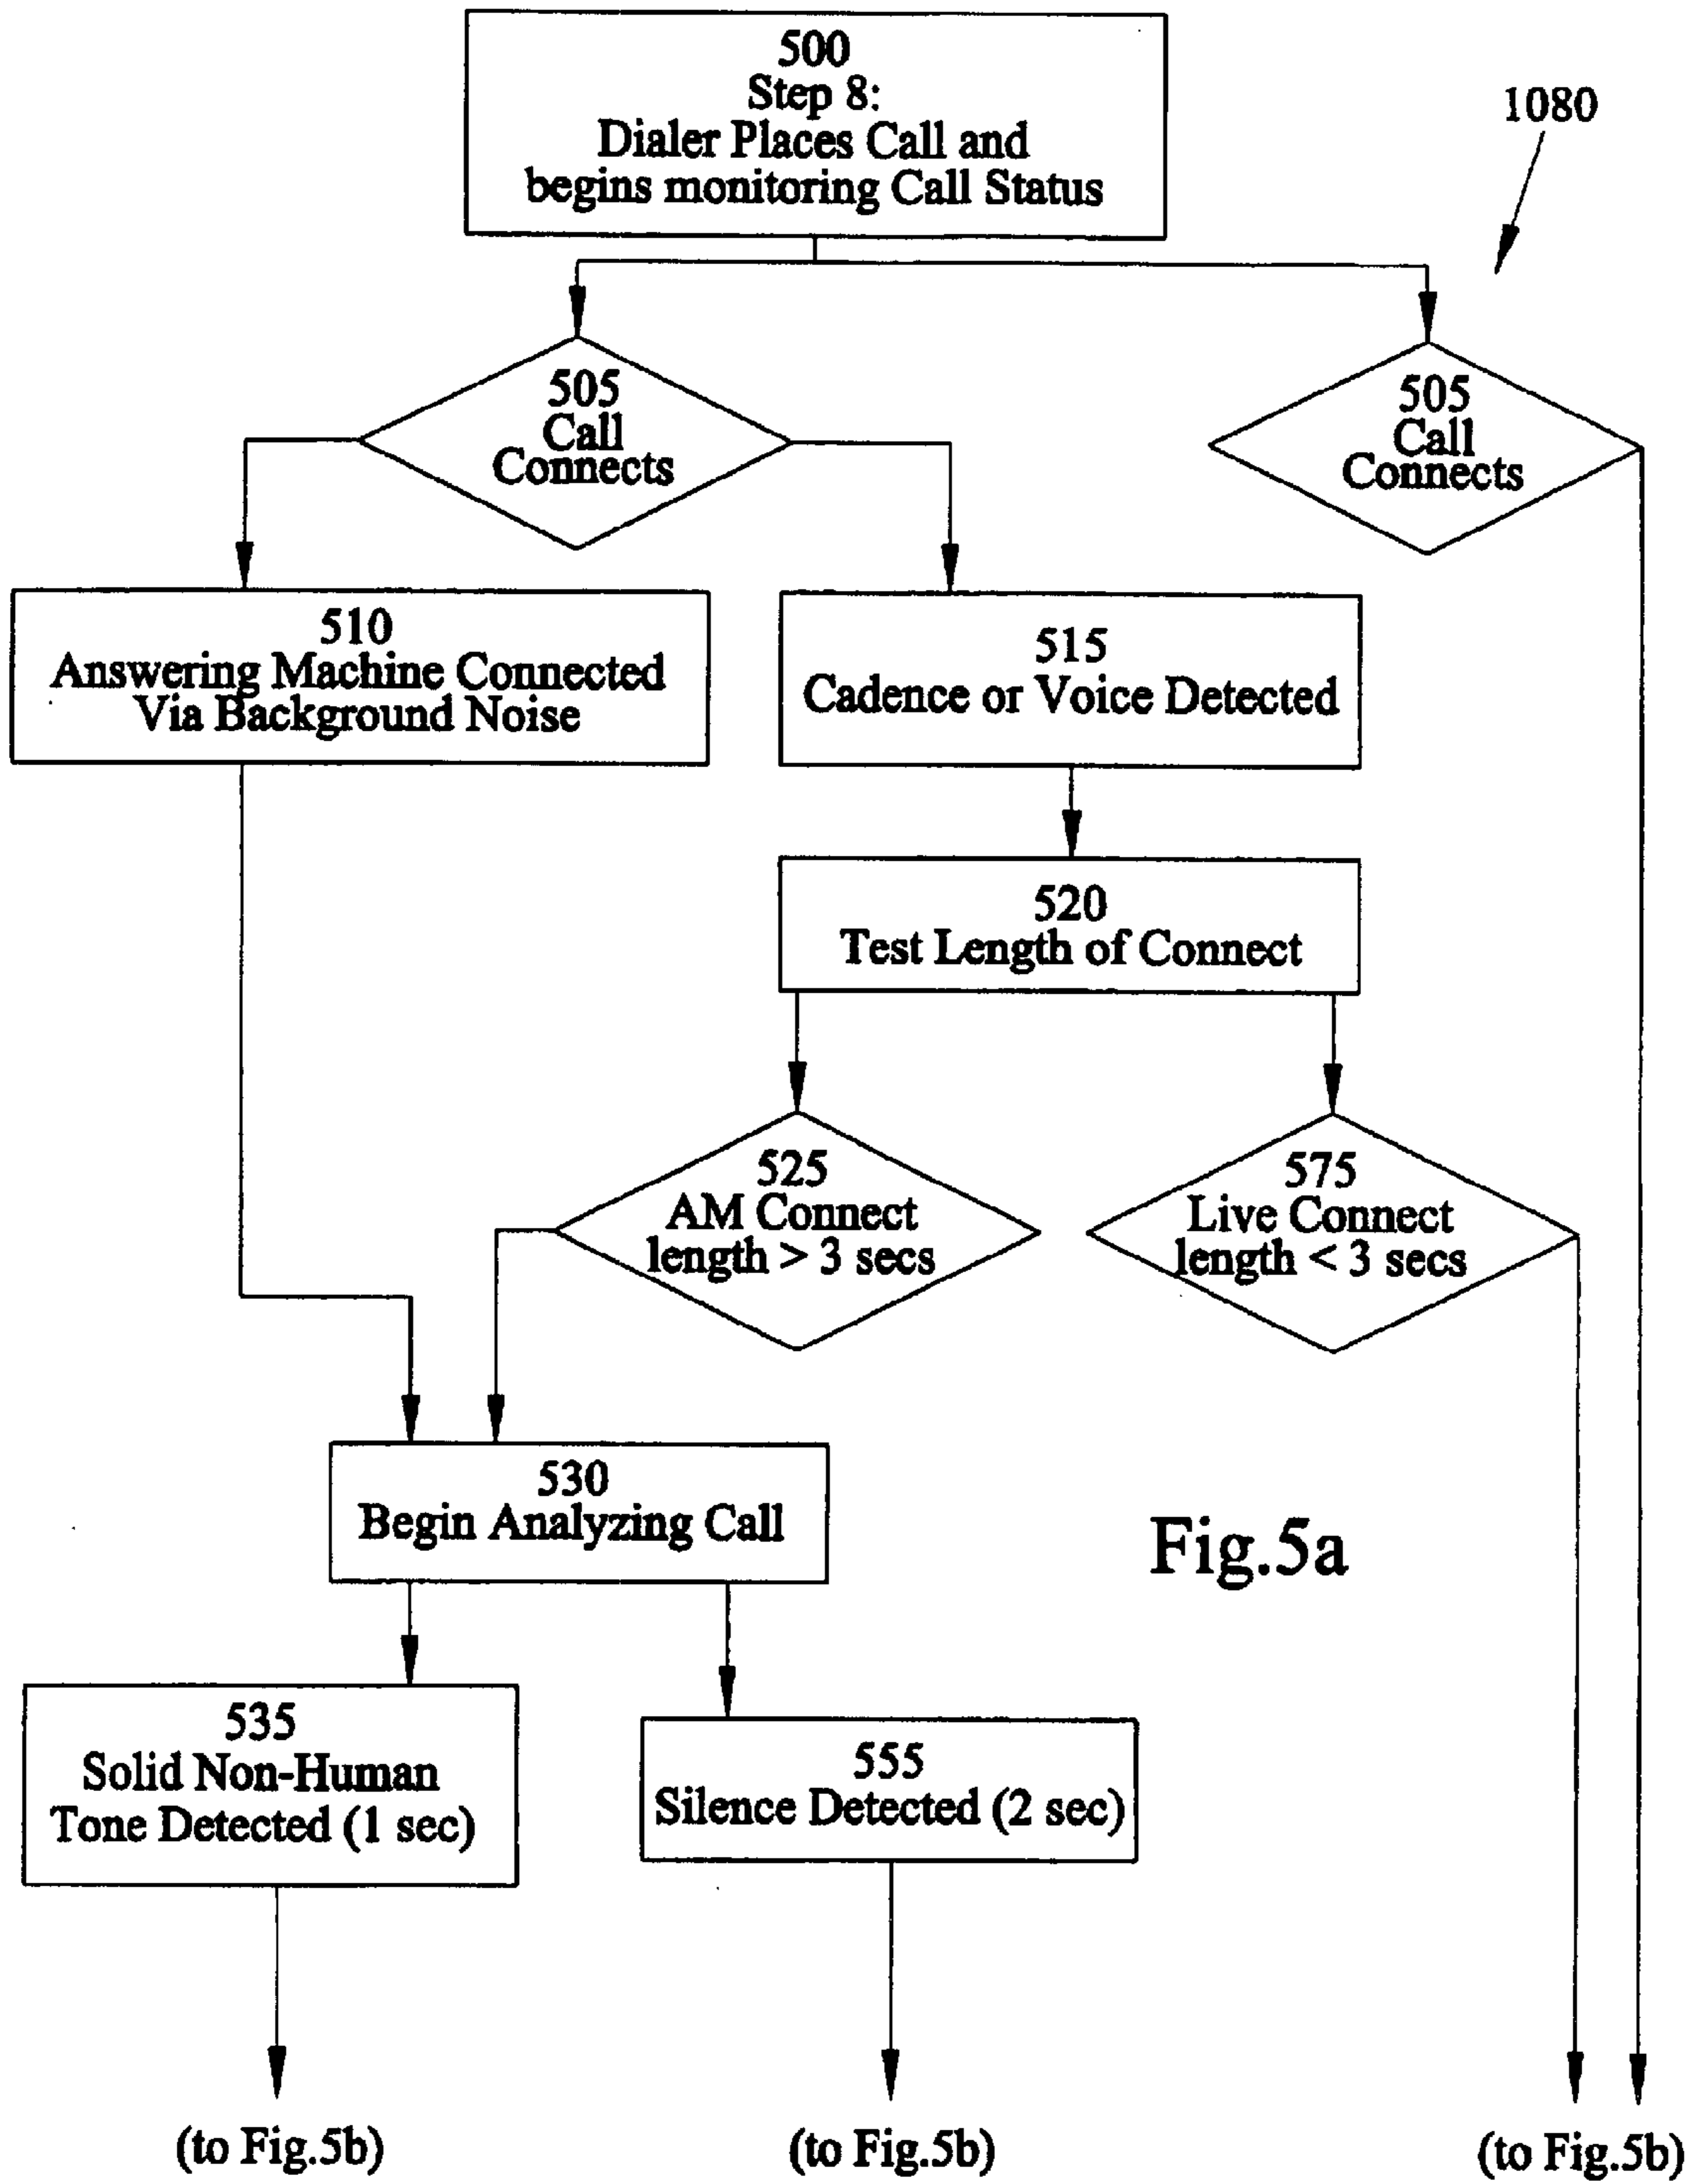 500
Step 8:
Dialer Places Call and
begins monitoring Call Status
1080
505
Call
Connects
505
Call
Connects
510
Answering Machine Connected
Via Background Noise
515
Cadence or Voice Detected
520
Test Length of Connect
525
AM Connect
length > 3 secs
575
Live Connect
length < 3 secs
530
Begin Analyzing Call
Fig.5a
535
Solid Non-Human
Tone Detected (1 sec)
555
Silence Detected (2 sec)
(to Fig.5b)
(to Fig.5b)
(to Fig.5b)